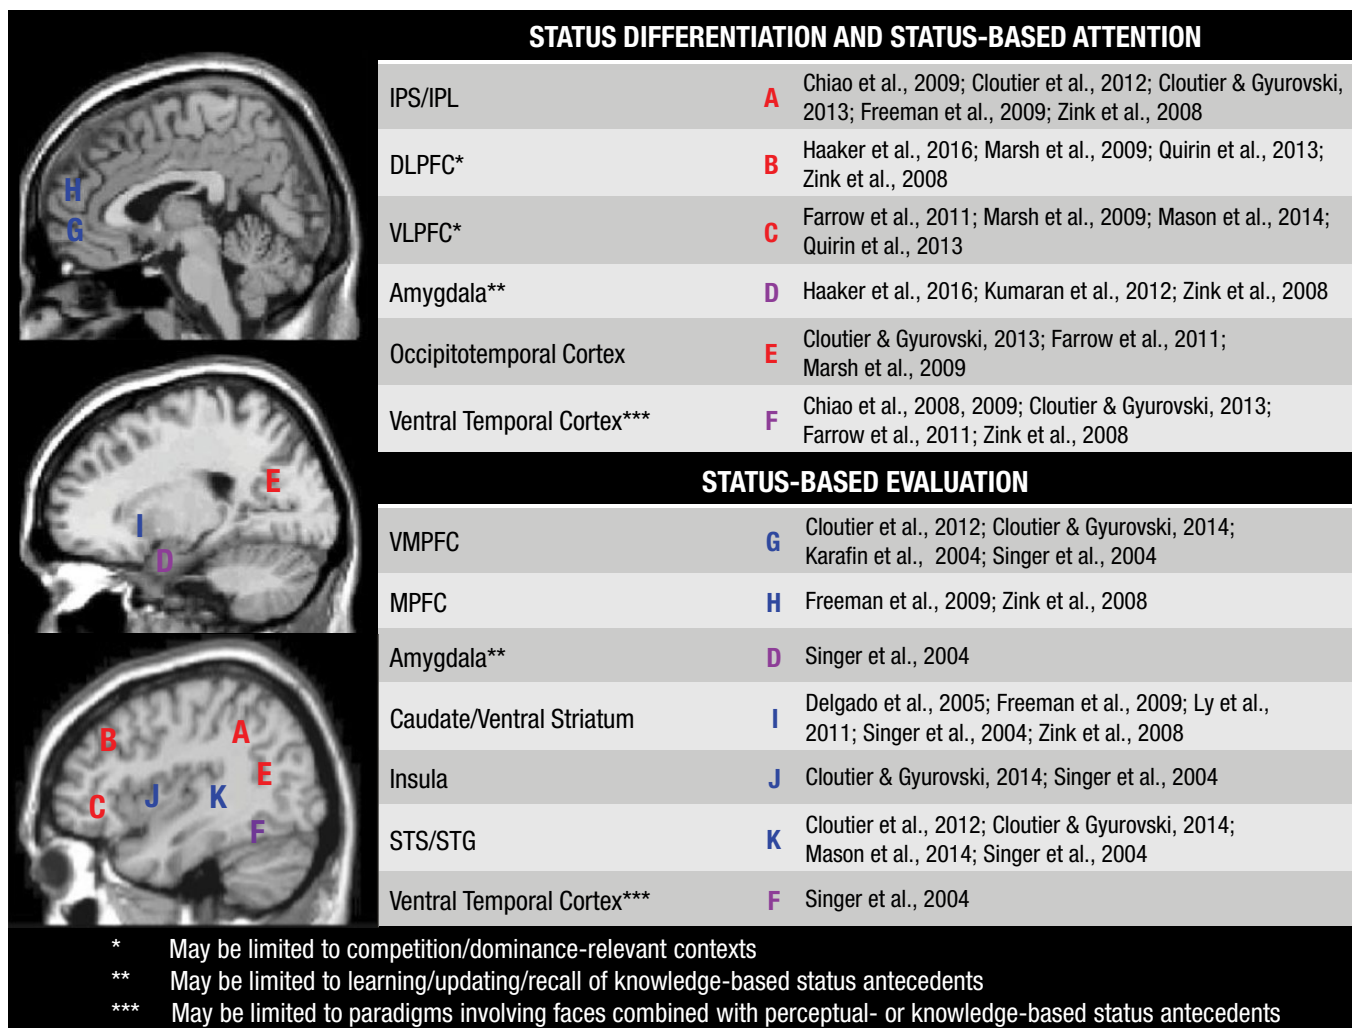 STATUS DIFFERENTIATION AND STATUS-BASED ATTENTION
IPS/IPL A Chiao et al., 2009; Cloutier et al., 2012; Cloutier & Gyurovski,
2013; Freeman et al., 2009; Zink et al., 2008
DLPFC* B Haaker et al., 2016; Marsh et al., 2009; Quirin et al., 2013;
Zink et al., 2008
VLPFC* C Farrow et al., 2011; Marsh et al., 2009; Mason et al., 2014;
Quirin et al., 2013
Amygdala** D Haaker et al., 2016; Kumaran et al., 2012; Zink et al., 2008
Occipitotemporal Cortex E Cloutier & Gyurovski, 2013; Farrow et al., 2011;
Marsh et al., 2009
Ventral Temporal Cortex*** F Chiao et al., 2008, 2009; Cloutier & Gyurovski, 2013;
Farrow et al., 2011; Zink et al., 2008
STATUS-BASED EVALUATION
VMPFC G Cloutier et al., 2012; Cloutier & Gyurovski, 2014;
Karafin et al., 2004; Singer et al., 2004
MPFC H Freeman et al., 2009; Zink et al., 2008
Amygdala** D Singer et al., 2004
Caudate/Ventral Striatum I Delgado et al., 2005; Freeman et al., 2009; Ly et al.,
2011; Singer et al., 2004; Zink et al., 2008
Insula J Cloutier & Gyurovski, 2014; Singer et al., 2004
STS/STG K Cloutier et al., 2012; Cloutier & Gyurovski, 2014;
Mason et al., 2014; Singer et al., 2004
Ventral Temporal Cortex*** F Singer et al., 2004
H
G
E
I
D
B A
E
J K
C
F
* May be limited to competition/dominance-relevant contexts
** May be limited to learning/updating/recall of knowledge-based status antecedents
*** May be limited to paradigms involving faces combined with perceptual- or knowledge-based status antecedents